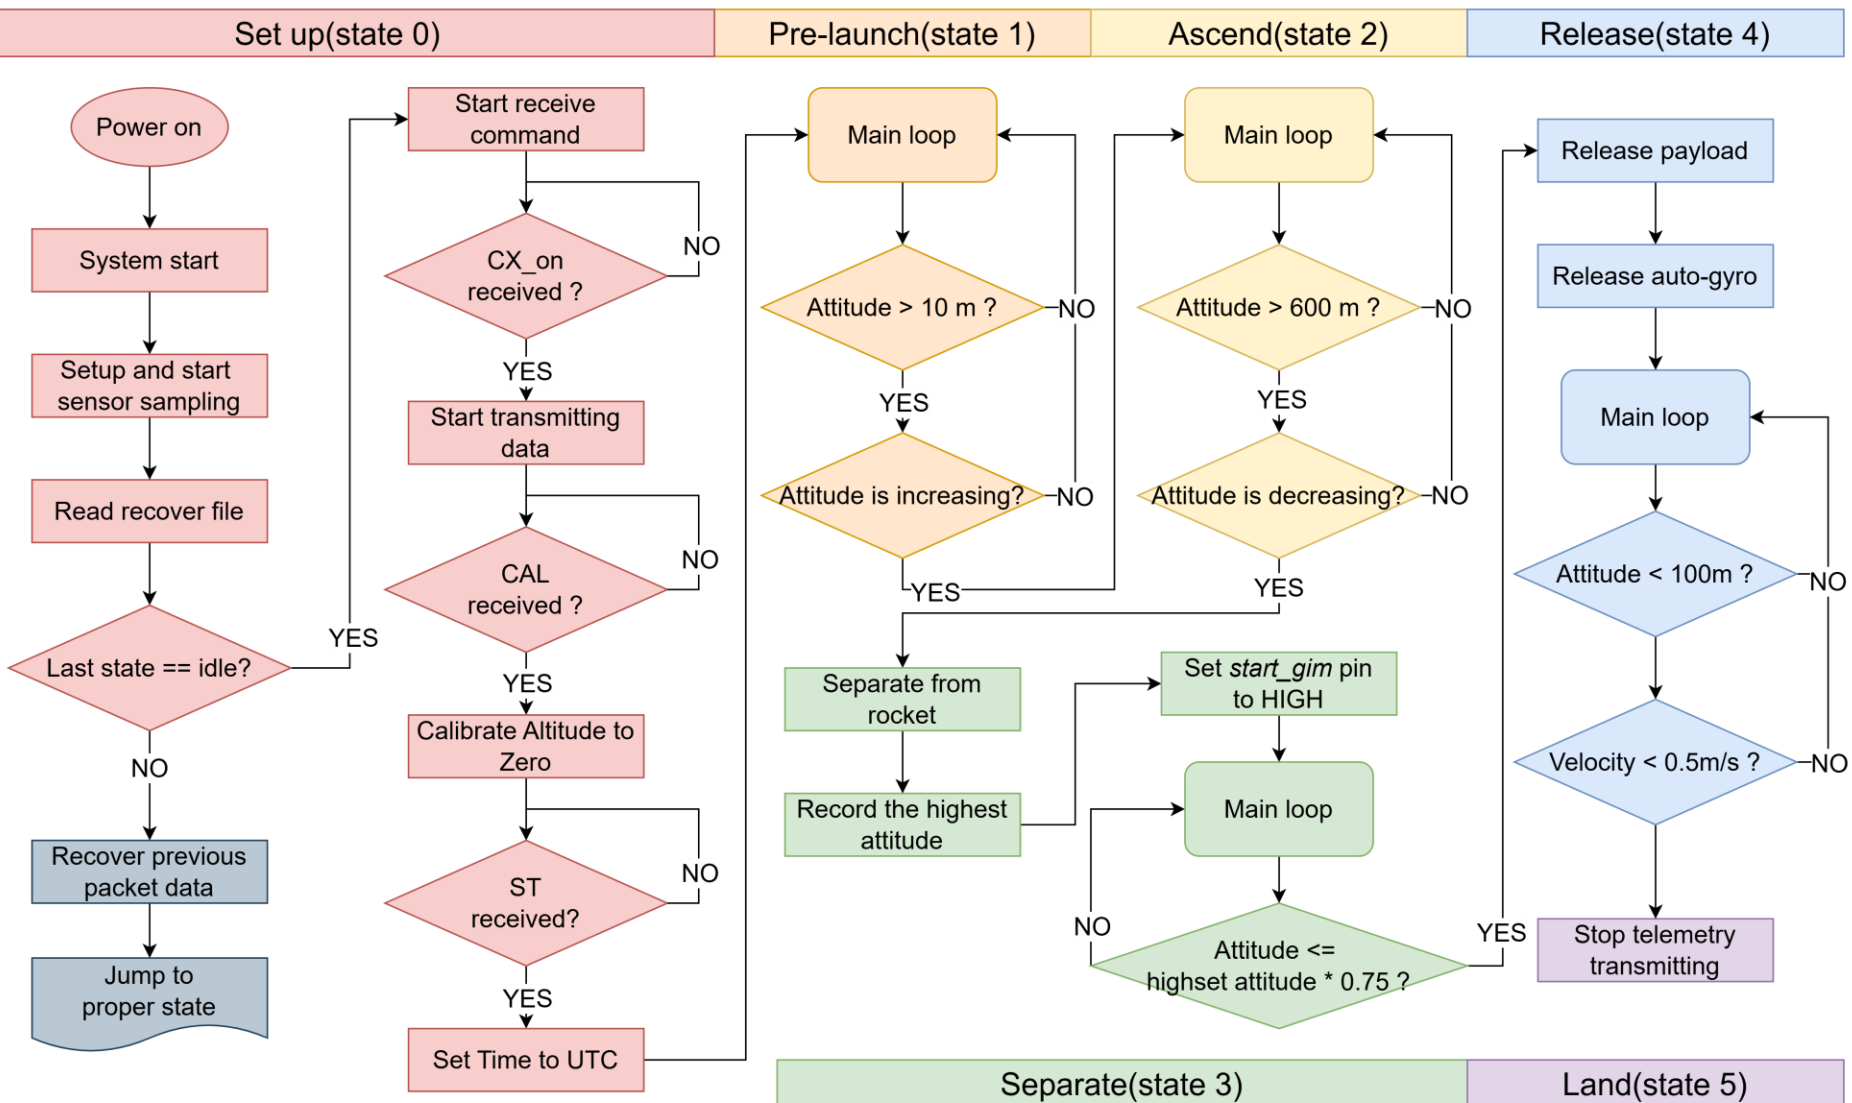 Set up(state 0)
Pre-launch(state 1)
Ascend(state 2)
Release(state 4)
Power on
System start
Setup and start
sensor sampling
Read recover file
Last state == idle?
YES
NO
Recover previous
packet data
Jump to
proper state
Start receive
command
CX_on
received ?
NO
YES
Start transmitting
data
CAL
received ?
NO
YES
Calibrate Altitude to
Zero
ST
received?
NO
YES
Set Time to UTC
Main loop
Attitude > 10 m ?
NO
YES
Attitude is increasing?
NO
YES
Main loop
Attitude > 600 m ?
NO
YES
Attitude is decreasing?
NO
YES
Separate from
rocket
Record the highest
attitude
Set start_gim pin
to HIGH
Main loop
Attitude <=
highset attitude * 0.75 ?
NO
YES
Release payload
Release auto-gyro
Main loop
Attitude < 100m ?
NO
Velocity < 0.5m/s ?
NO
Stop telemetry
transmitting
Separate(state 3)
Land(state 5)